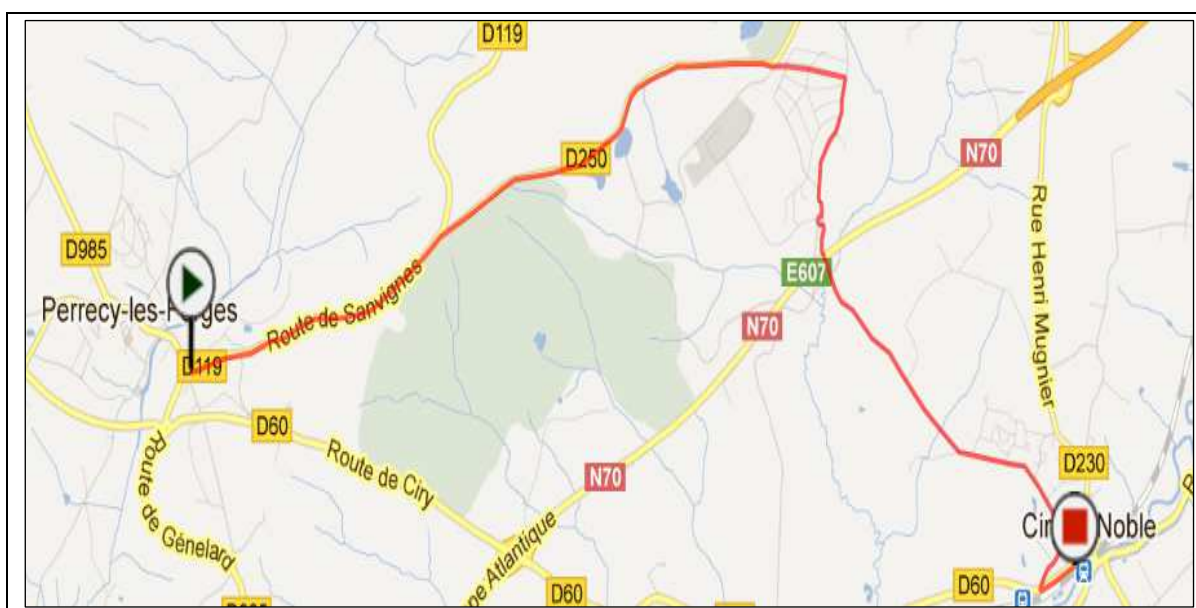 D119
D250
N70
D985
Rue Henri Mugnier
E607
Perrecy-les-
Route de Sanvignes
N70
D119
D60
Route de Ciry
N70
D230
Route de Génelard
Noble
Atlantique
D60
D60